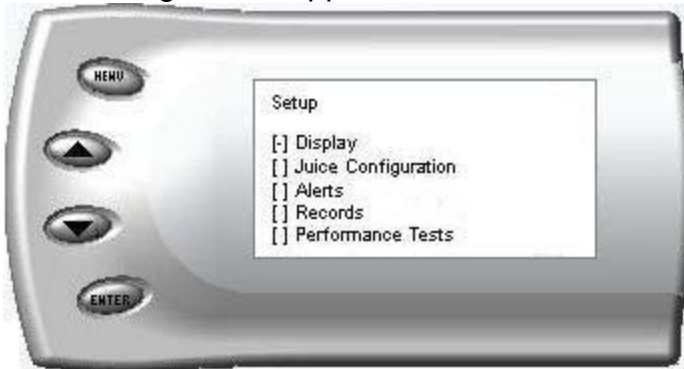 MENU
Setup
[-] Display
[ ] Juice Configuration
[ ] Alerts
[ ] Records
[ ] Performance Tests
ENTER